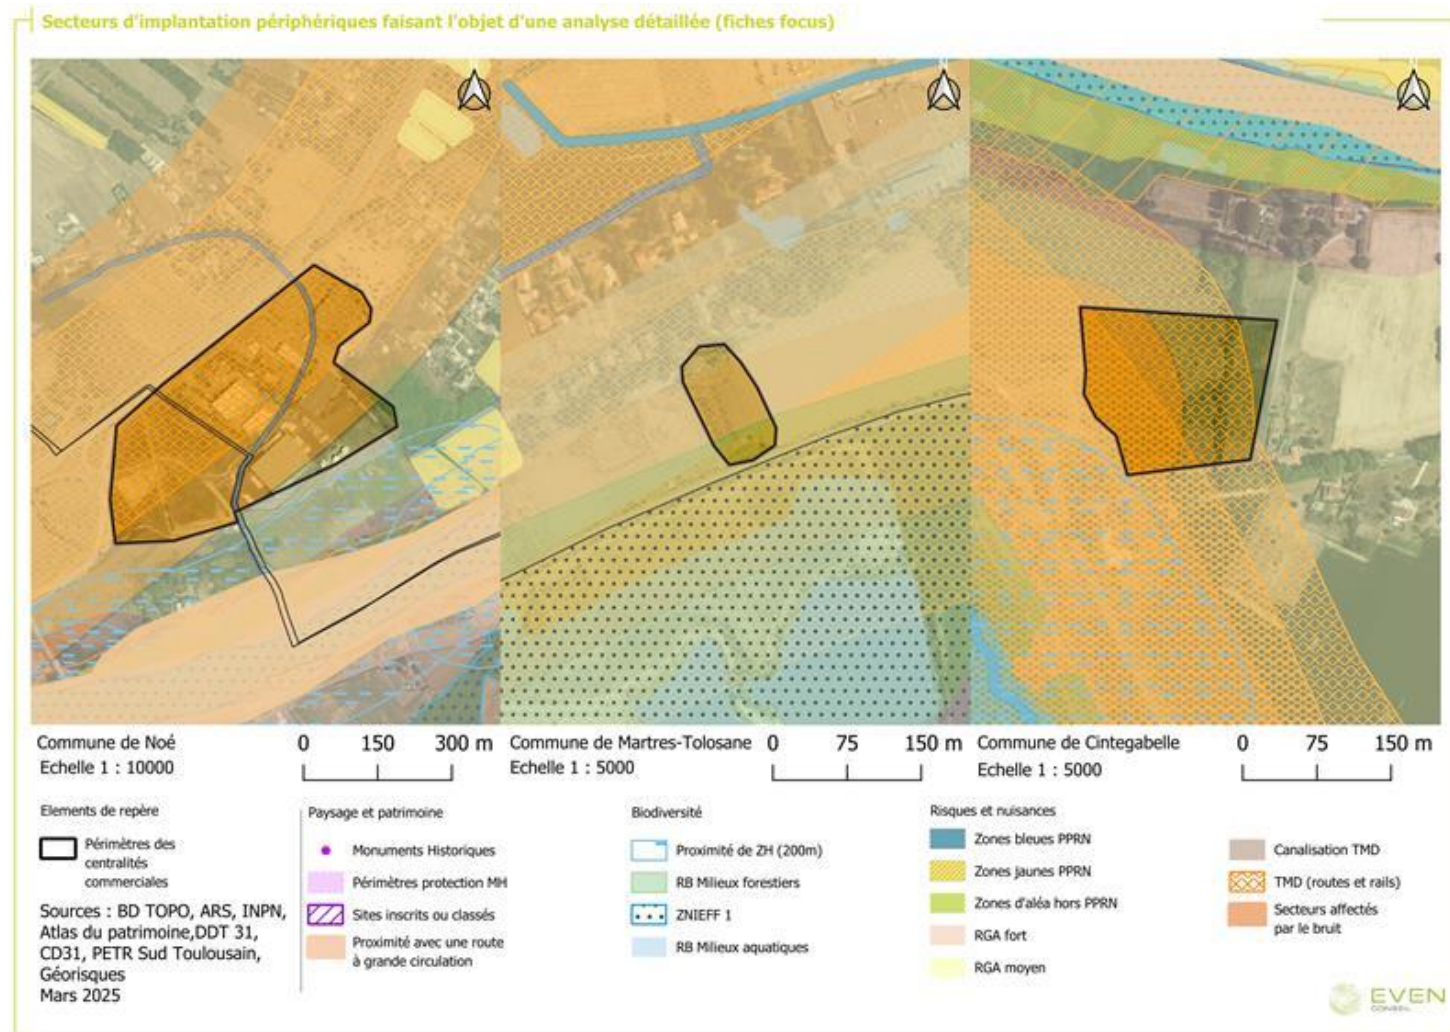 Secteurs d'implantation périphériques faisant l'objet d'une analyse détaillée (fiches focus)
Commune de Noé
Echelle 1 : 10000
0 150 300 m
Commune de Martres-Tolosane
Echelle 1 : 5000
0 75 150 m
Commune de Cintegabelle
Echelle 1 : 5000
0 75 150 m
Elements de repère
Périmètres des
centralités
commerciales
Sources : BD TOPO, ARS, INPN,
Atlas du patrimoine,DDT 31,
CD31, PETR Sud Toulousain,
Géorisques
Mars 2025
Paysage et patrimoine
Monuments Historiques
Périmètres protection MH
Sites inscrits ou classés
Proximité avec une route
à grande circulation
Biodiversité
Proximité de ZH (200m)
RB Milieux forestiers
ZNIEFF 1
RB Milieux aquatiques
Risques et nuisances
Zones bleues PPRN
Zones jaunes PPRN
Zones d'aléa hors PPRN
RGA fort
RGA moyen
Canalisation TMD
TMD (routes et rails)
Secteurs affectés
par le bruit
EVEN
CONSEIL